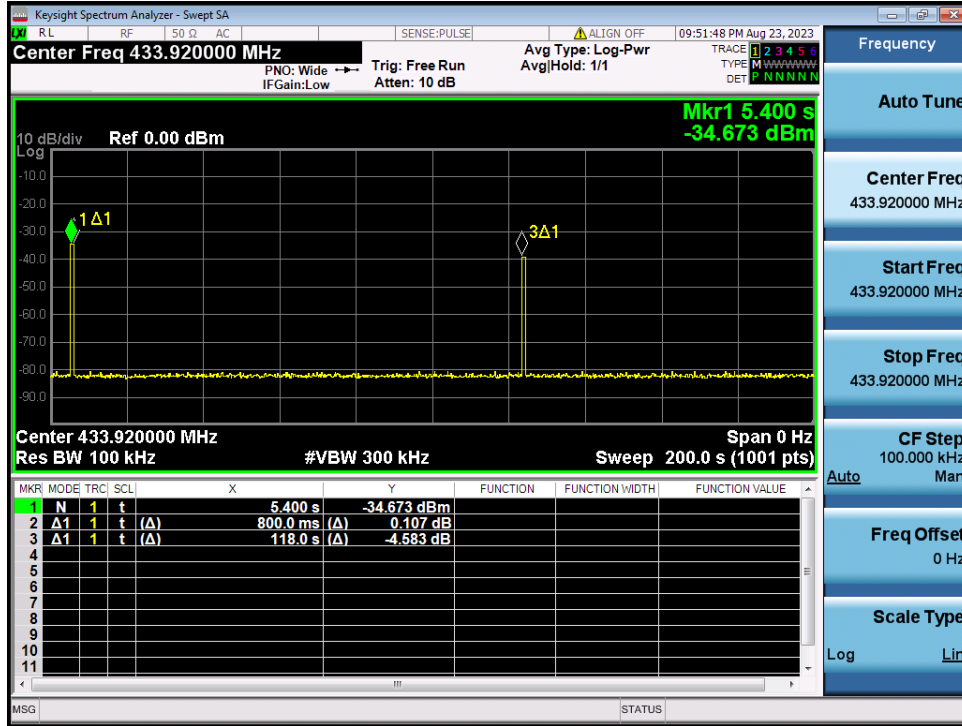 Keysight Spectrum Analyzer - Swept SA
LXI RL RF 50 Ω AC SENSE:PULSE ALIGN OFF 09:51:48 PM Aug 23, 2023
Center Freq 433.920000 MHz
PNO: Wide
IFGain:Low
Trig: Free Run
Atten: 10 dB
Avg Type: Log-Pwr
Avg|Hold: 1/1
TRACE 1 2 3 4 5 6
TYPE M WWWWW
DET P N N N N N
Mkr1 5.400 s
-34.673 dBm
10 dB/div Ref 0.00 dBm
Log
-10.0
-20.0
-30.0
-40.0
-50.0
-60.0
-70.0
-80.0
-90.0
1Δ1
3Δ1
Center 433.920000 MHz Span 0 Hz
Res BW 100 kHz #VBW 300 kHz Sweep 200.0 s (1001 pts)
MKR MODE TRC SCL X Y FUNCTION FUNCTION WIDTH FUNCTION VALUE
1 N 1 t 5.400 s -34.673 dBm
2 Δ1 1 t (Δ) 800.0 ms (Δ) 0.107 dB
3 Δ1 1 t (Δ) 118.0 s (Δ) -4.583 dB
4
5
6
7
8
9
10
11
MSG STATUS
Frequency
Auto Tune
Center Freq
433.920000 MHz
Start Freq
433.920000 MHz
Stop Freq
433.920000 MHz
CF Step
100.000 kHz
Auto Man
Freq Offset
0 Hz
Scale Type
Log Lin